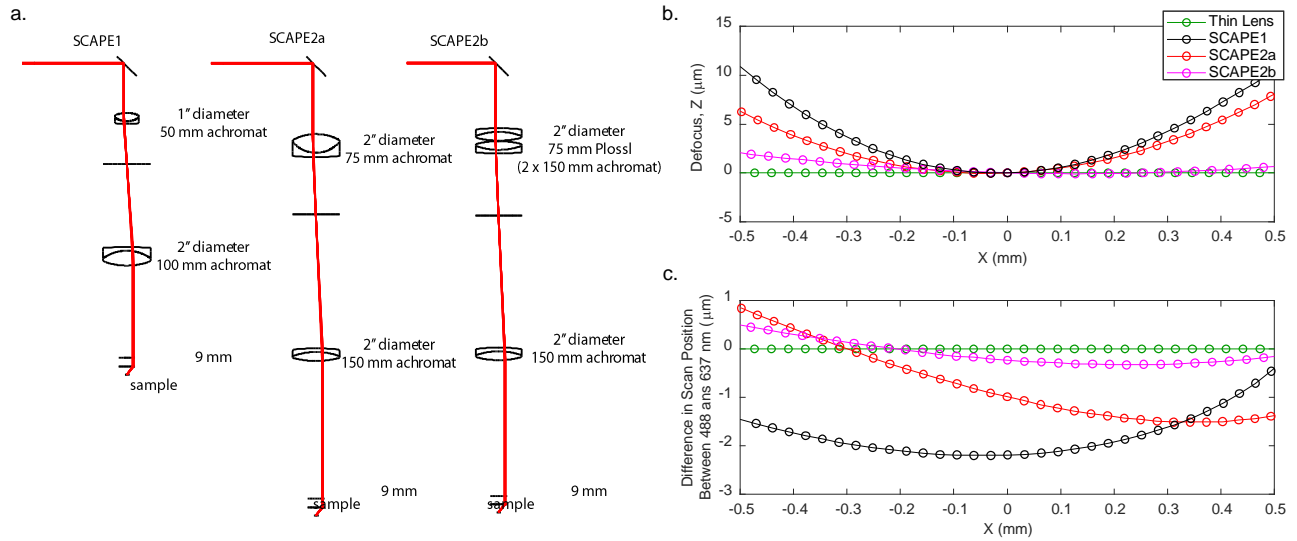 a.
SCAPE1
SCAPE2a
SCAPE2b
1” diameter
50 mm achromat
2” diameter
100 mm achromat
9 mm
sample
2” diameter
75 mm achromat
2” diameter
150 mm achromat
9 mm
sample
2” diameter
75 mm Plossl
(2 x 150 mm achromat)
2” diameter
150 mm achromat
9 mm
sample
b.
Thin Lens
SCAPE1
SCAPE2a
SCAPE2b
Defocus, Z (μm)
15
10
5
0
-5
-0.5 -0.4 -0.3 -0.2 -0.1 0 0.1 0.2 0.3 0.4 0.5
X (mm)
c.
Difference in Scan Position
Between 488 ans 637 nm (μm)
1
0
-1
-2
-3
-0.5 -0.4 -0.3 -0.2 -0.1 0 0.1 0.2 0.3 0.4 0.5
X (mm)